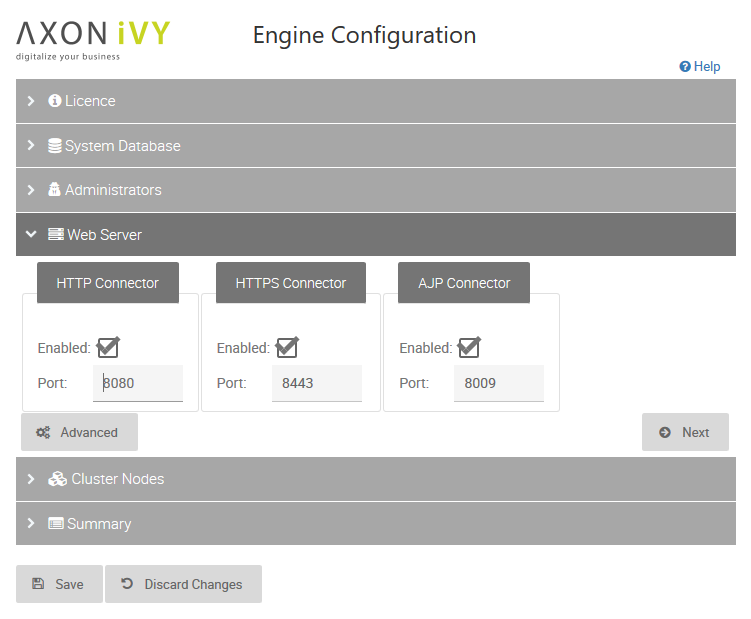 AXON iVY
digitalize your business
Engine Configuration
Help
Licence
System Database
Administrators
Web Server
HTTP Connector HTTPS Connector AJP Connector
Enabled: Enabled: Enabled:
Port: 8080 Port: 8443 Port: 8009
Advanced Next
Cluster Nodes
Summary
Save Discard Changes